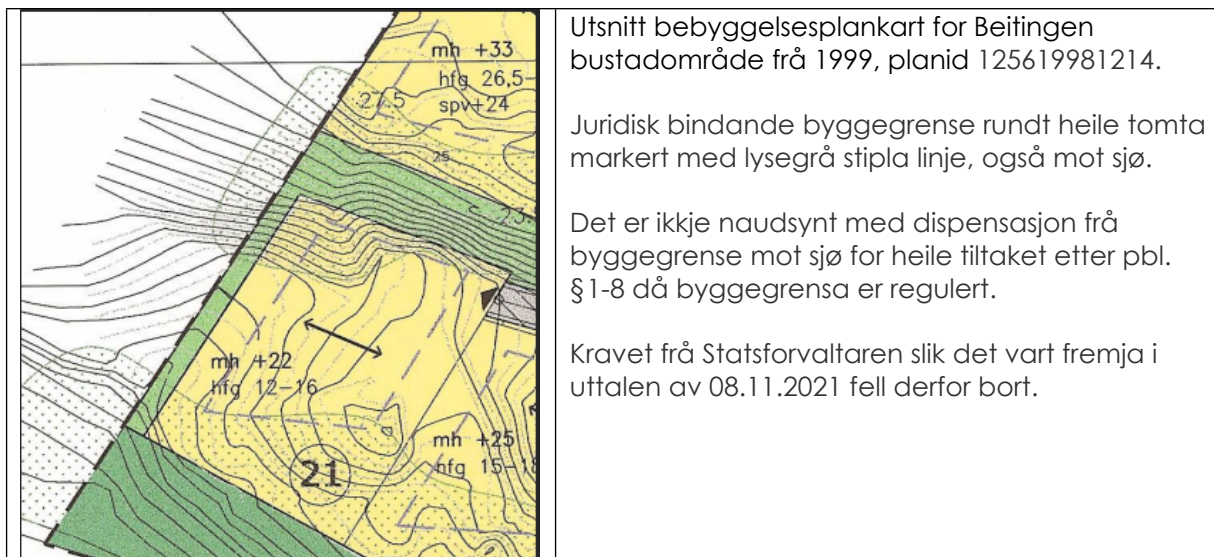 mh +33
hfg 26,5-
27.5
spv+24
25
mh +22
hfg 12-16
mh +25
hfg 15-18
21
Utsnitt bebyggelsesplankart for Beitingen
bustadområde frå 1999, planid 125619981214.
Juridisk bindande byggegrense rundt heile tomta
markert med lysegrå stipla linje, også mot sjø.
Det er ikkje naudsynt med dispensasjon frå
byggegrense mot sjø for heile tiltaket etter pbl.
§1-8 då byggegrensa er regulert.
Kravet frå Statsforvaltaren slik det vart fremja i
uttalen av 08.11.2021 fell derfor bort.